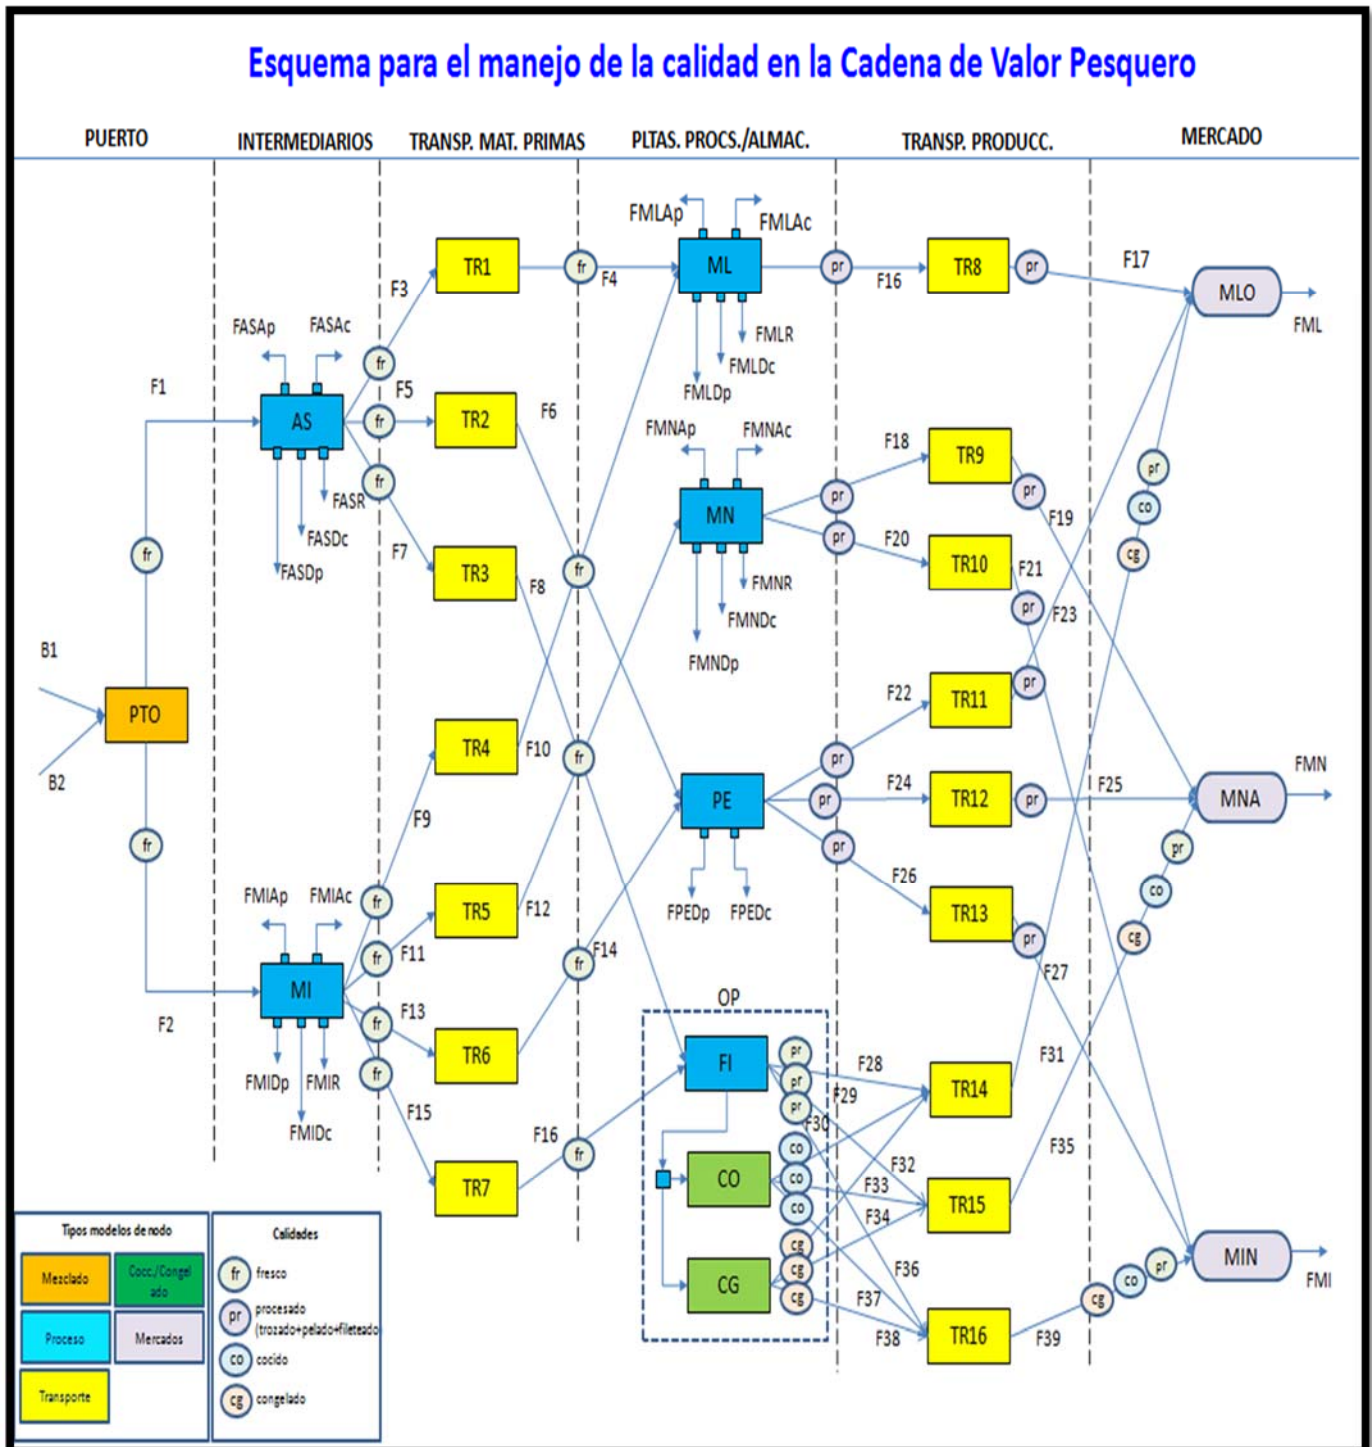 Esquema para el manejo de la calidad en la Cadena de Valor Pesquero
PUERTO
INTERMEDIARIOS
TRANSP. MAT. PRIMAS
PLTAS. PROCS./ALMAC.
TRANSP. PRODUCC.
MERCADO
B1
B2
PTO
fr
fr
F1
F2
FASAp
FASAc
AS
FASR
FASDc
FASDp
FMIAp
FMIAc
MI
FMIDp
FMIR
FMIDc
fr
fr
fr
fr
fr
fr
fr
F3
F5
F7
F9
F11
F13
F15
TR1
TR2
TR3
TR4
TR5
TR6
TR7
F6
F8
F10
F12
F14
F16
fr
fr
fr
fr
fr
F4
FMLAp
FMLAc
ML
FMLR
FMLDc
FMLDp
FMNAp
FMNAc
MN
FMNR
FMNDc
FMNDp
PE
FPEDp
FPEDc
OP
FI
CO
CG
pr
pr
pr
co
co
co
cg
cg
cg
pr
pr
pr
pr
pr
pr
F16
F18
F20
F22
F24
F26
F28
F29
F30
F32
F33
F34
F36
F37
F38
TR8
TR9
TR10
TR11
TR12
TR13
TR14
TR15
TR16
pr
pr
pr
pr
pr
pr
F17
F19
F21
F23
F25
F27
F31
F35
F39
pr
co
cg
pr
co
cg
cg
co
pr
MLO
FML
MNA
FMN
MIN
FMI
Tipos modelos de nodo
Mezclado
Cocc./Congel
ado
Proceso
Mercados
Transporte
Calidades
fr fresco
pr procesado
(trozado+pelado+fileteado
co cocido
cg congelado